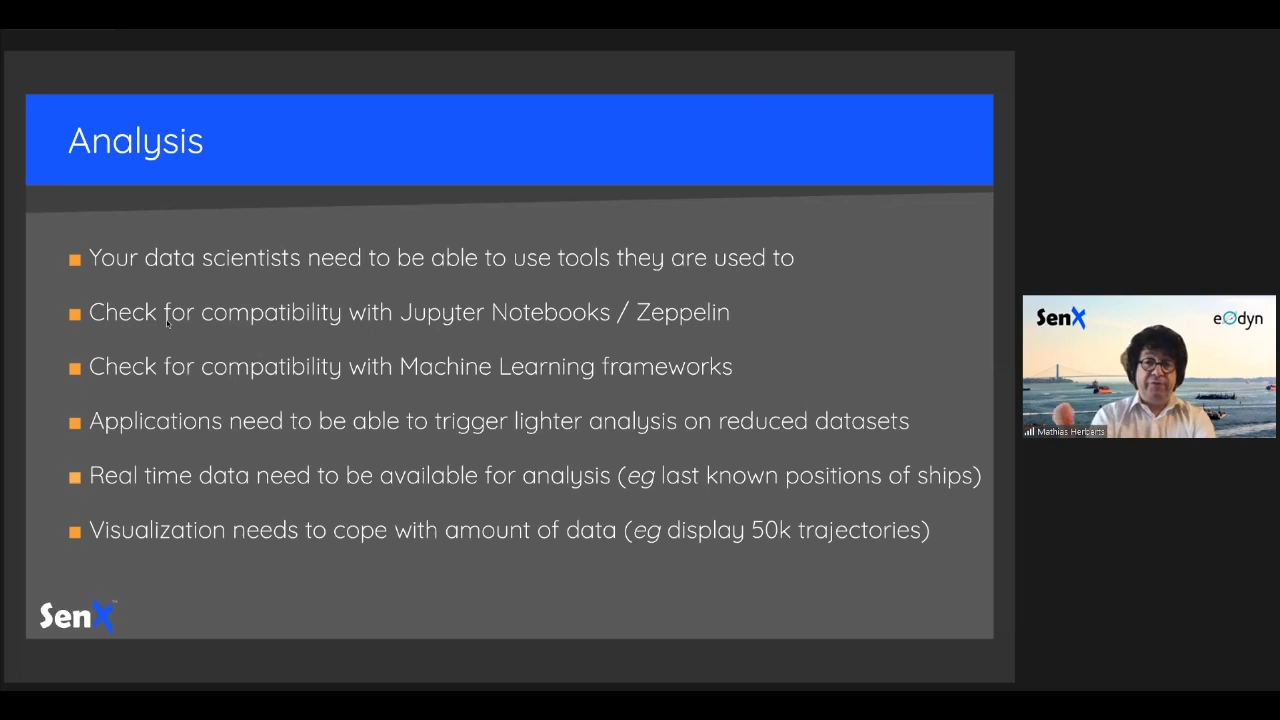 Analysis
Your data scientists need to be able to use tools they are used to
Check for compatibility with Jupyter Notebooks / Zeppelin
Check for compatibility with Machine Learning frameworks
Applications need to be able to trigger lighter analysis on reduced datasets
Real time data need to be available for analysis (eg last known positions of ships)
Visualization needs to cope with amount of data (eg display 50k trajectories)
SenX™
SenX
eOdyn
Mathias Herberts